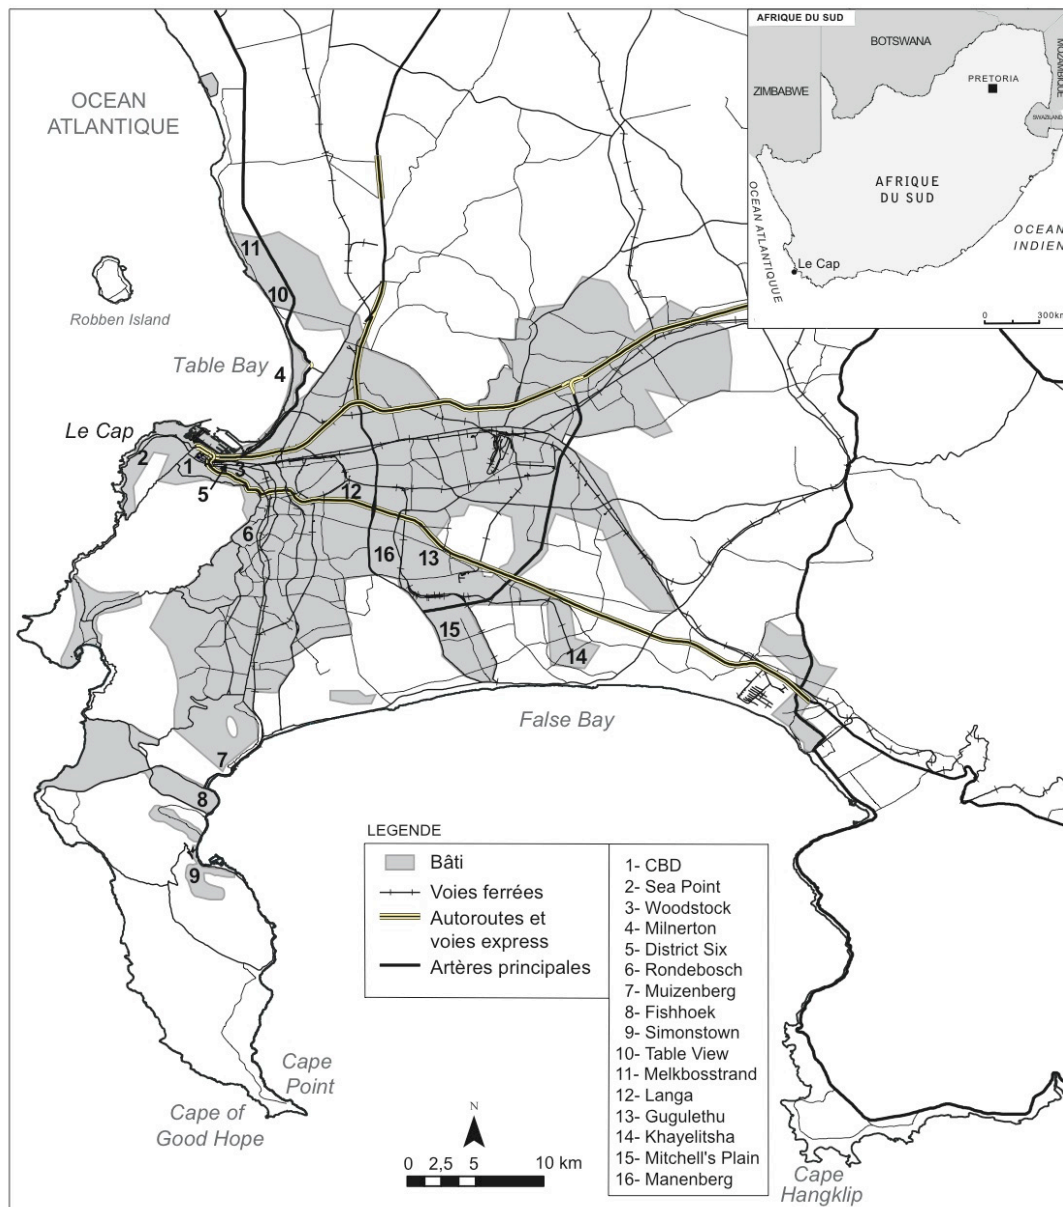 OCEAN
ATLANTIQUE
AFRIQUE DU SUD
BOTSWANA
ZIMBABWE
MOZAMBIQUE
PRETORIA
SWAZILAND
AFRIQUE
DU SUD
OCEAN ATLANTIQUUE
OCEAN
INDIEN
Le Cap
0 300km
11
10
Robben Island
Table Bay
4
Le Cap
2
1
3
5
12
6
16
13
15
14
False Bay
7
8
9
Cape
Point
Cape of
Good Hope
Cape
Hangklip
LEGENDE
Bâti
Voies ferrées
Autoroutes et
voies express
Artères principales
1- CBD
2- Sea Point
3- Woodstock
4- Milnerton
5- District Six
6- Rondebosch
7- Muizenberg
8- Fishhoek
9- Simonstown
10- Table View
11- Melkbosstrand
12- Langa
13- Gugulethu
14- Khayelitsha
15- Mitchell's Plain
16- Manenberg
N
0 2,5 5 10 km